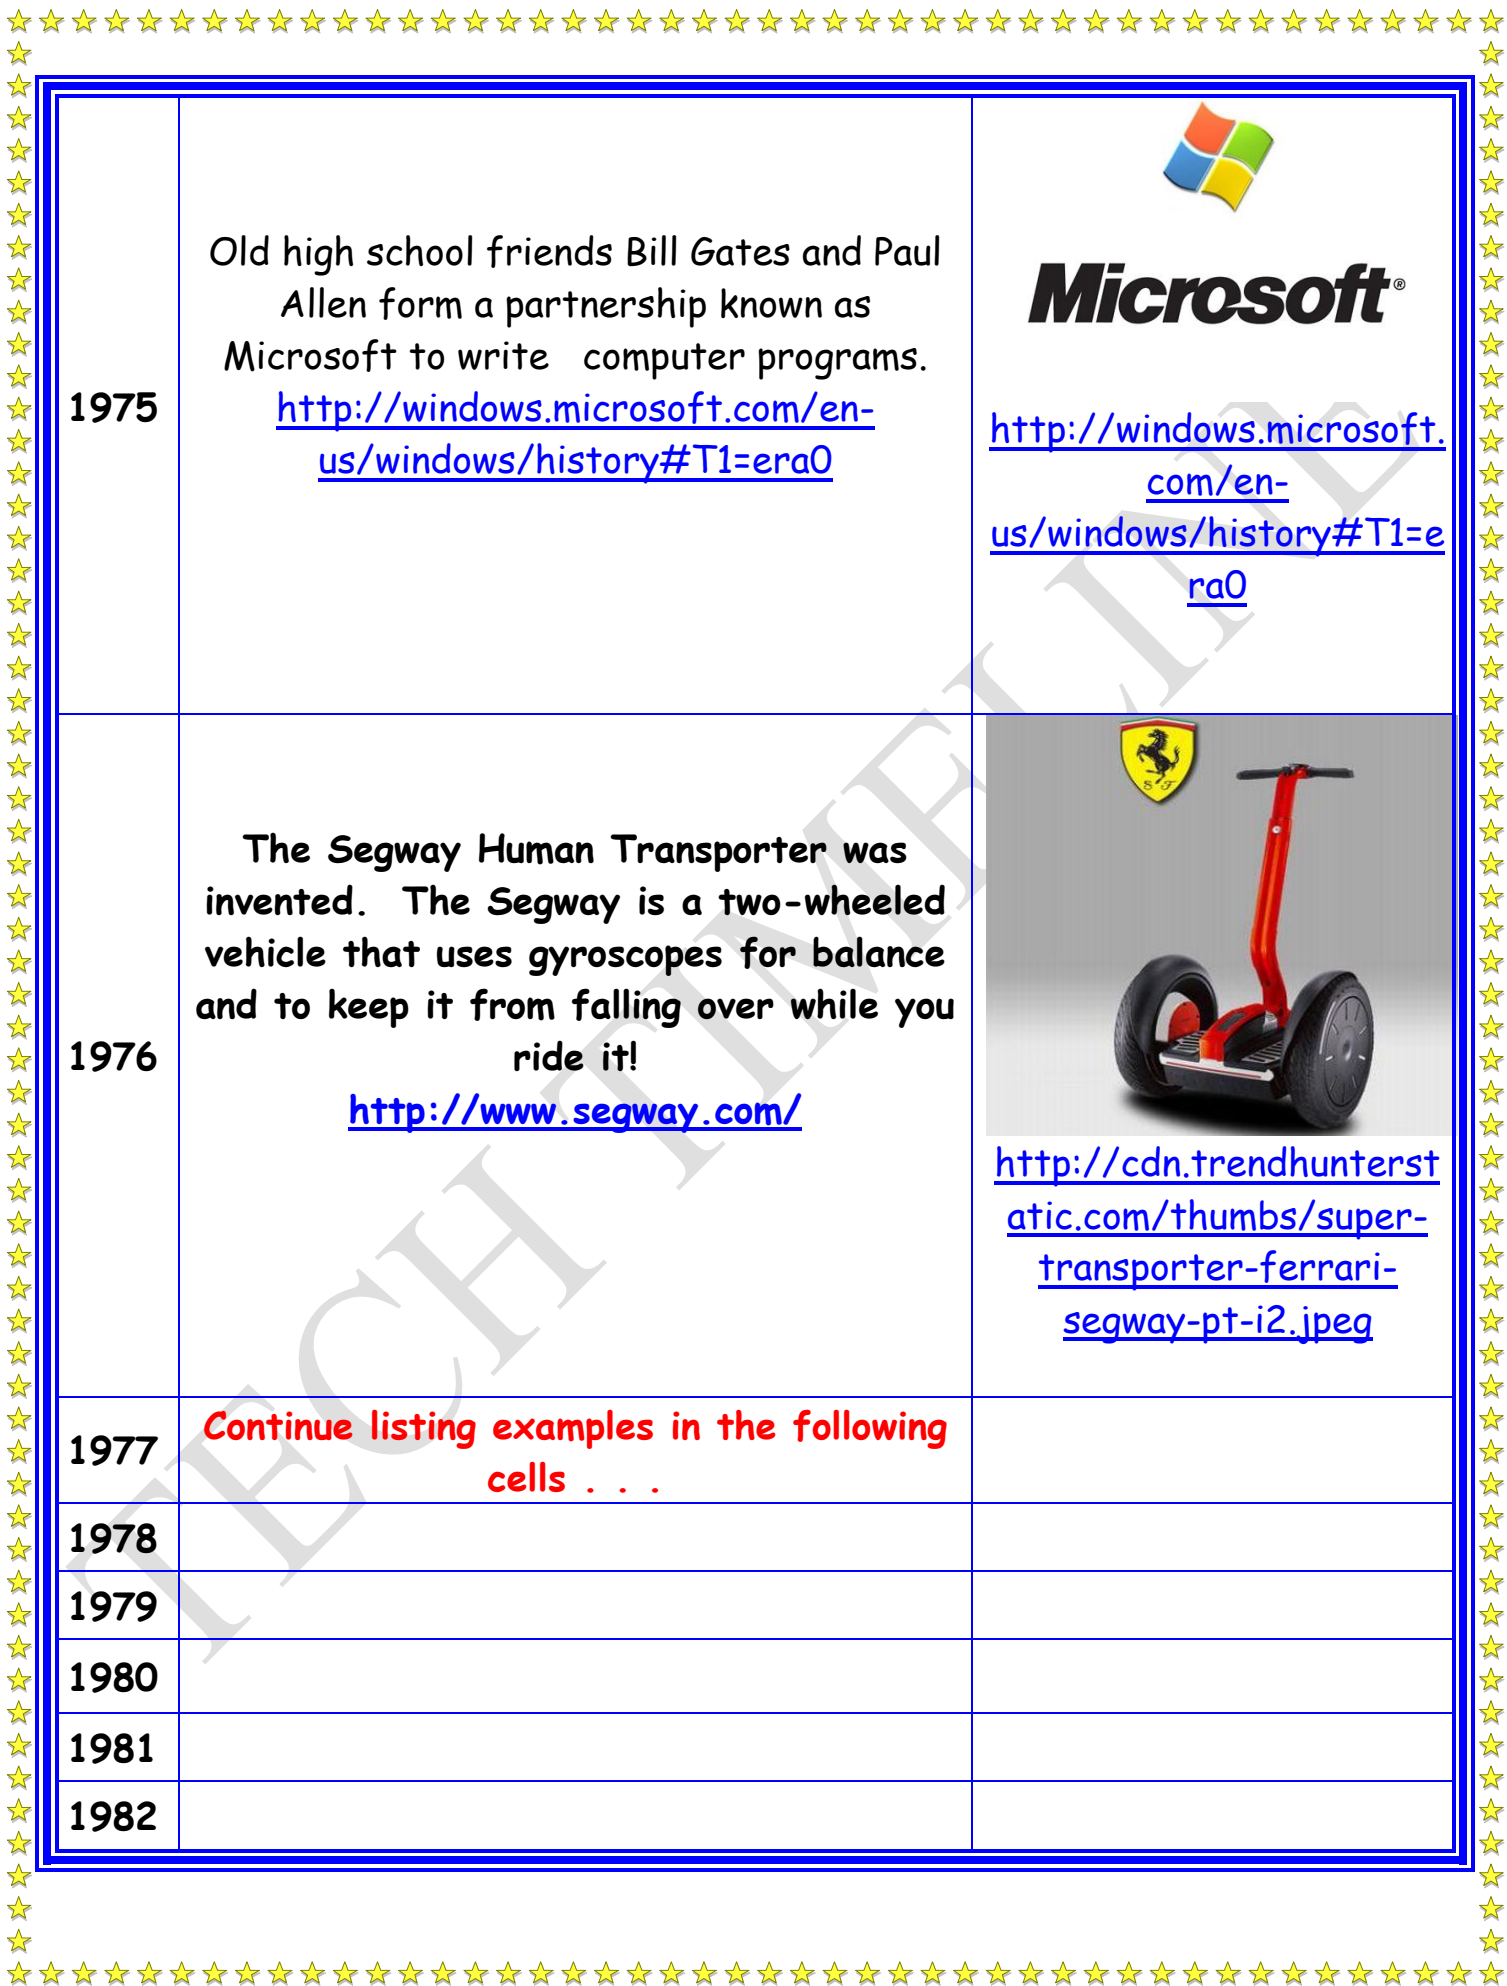 1975
Old high school friends Bill Gates and Paul
Allen form a partnership known as
Microsoft to write   computer programs.
http://windows.microsoft.com/en-
us/windows/history#T1=era0
Microsoft®
http://windows.microsoft.
com/en-
us/windows/history#T1=e
ra0
1976
The Segway Human Transporter was
invented.  The Segway is a two-wheeled
vehicle that uses gyroscopes for balance
and to keep it from falling over while you
ride it!
http://www.segway.com/
S F
http://cdn.trendhunterst
atic.com/thumbs/super-
transporter-ferrari-
segway-pt-i2.jpeg
1977
Continue listing examples in the following
cells . . .
1978
1979
1980
1981
1982
TECH TIMELINE